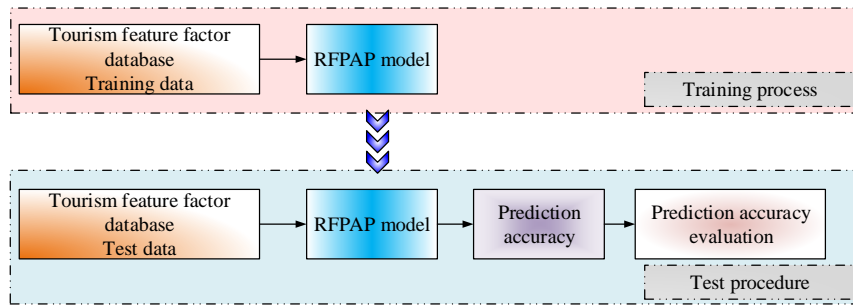 Tourism feature factor
database
Training data
RFPAP model
Training process
Tourism feature factor
database
Test data
RFPAP model
Prediction
accuracy
Prediction accuracy
evaluation
Test procedure